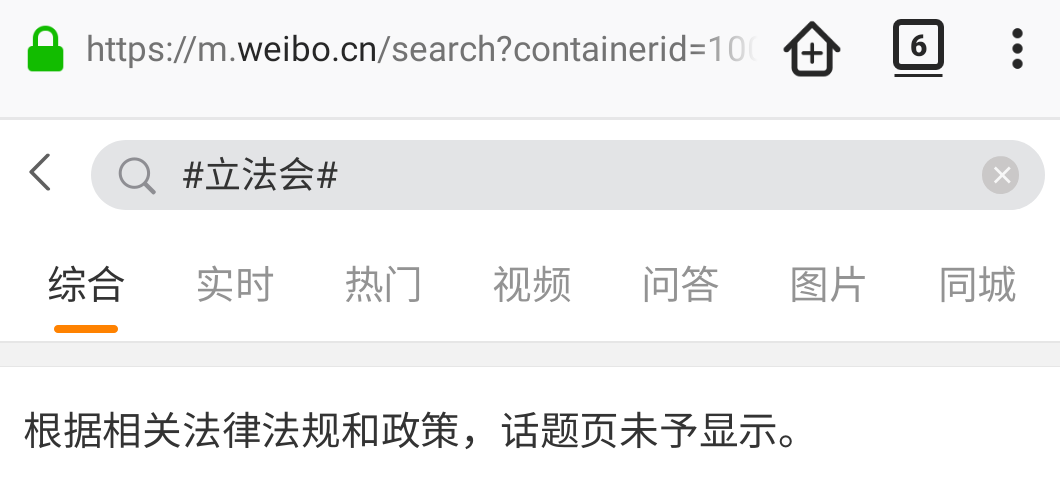 https://m.weibo.cn/search?containerid=10
6
#立法会#
综合 实时 热门 视频 问答 图片 同城
根据相关法律法规和政策，话题页未予显示。